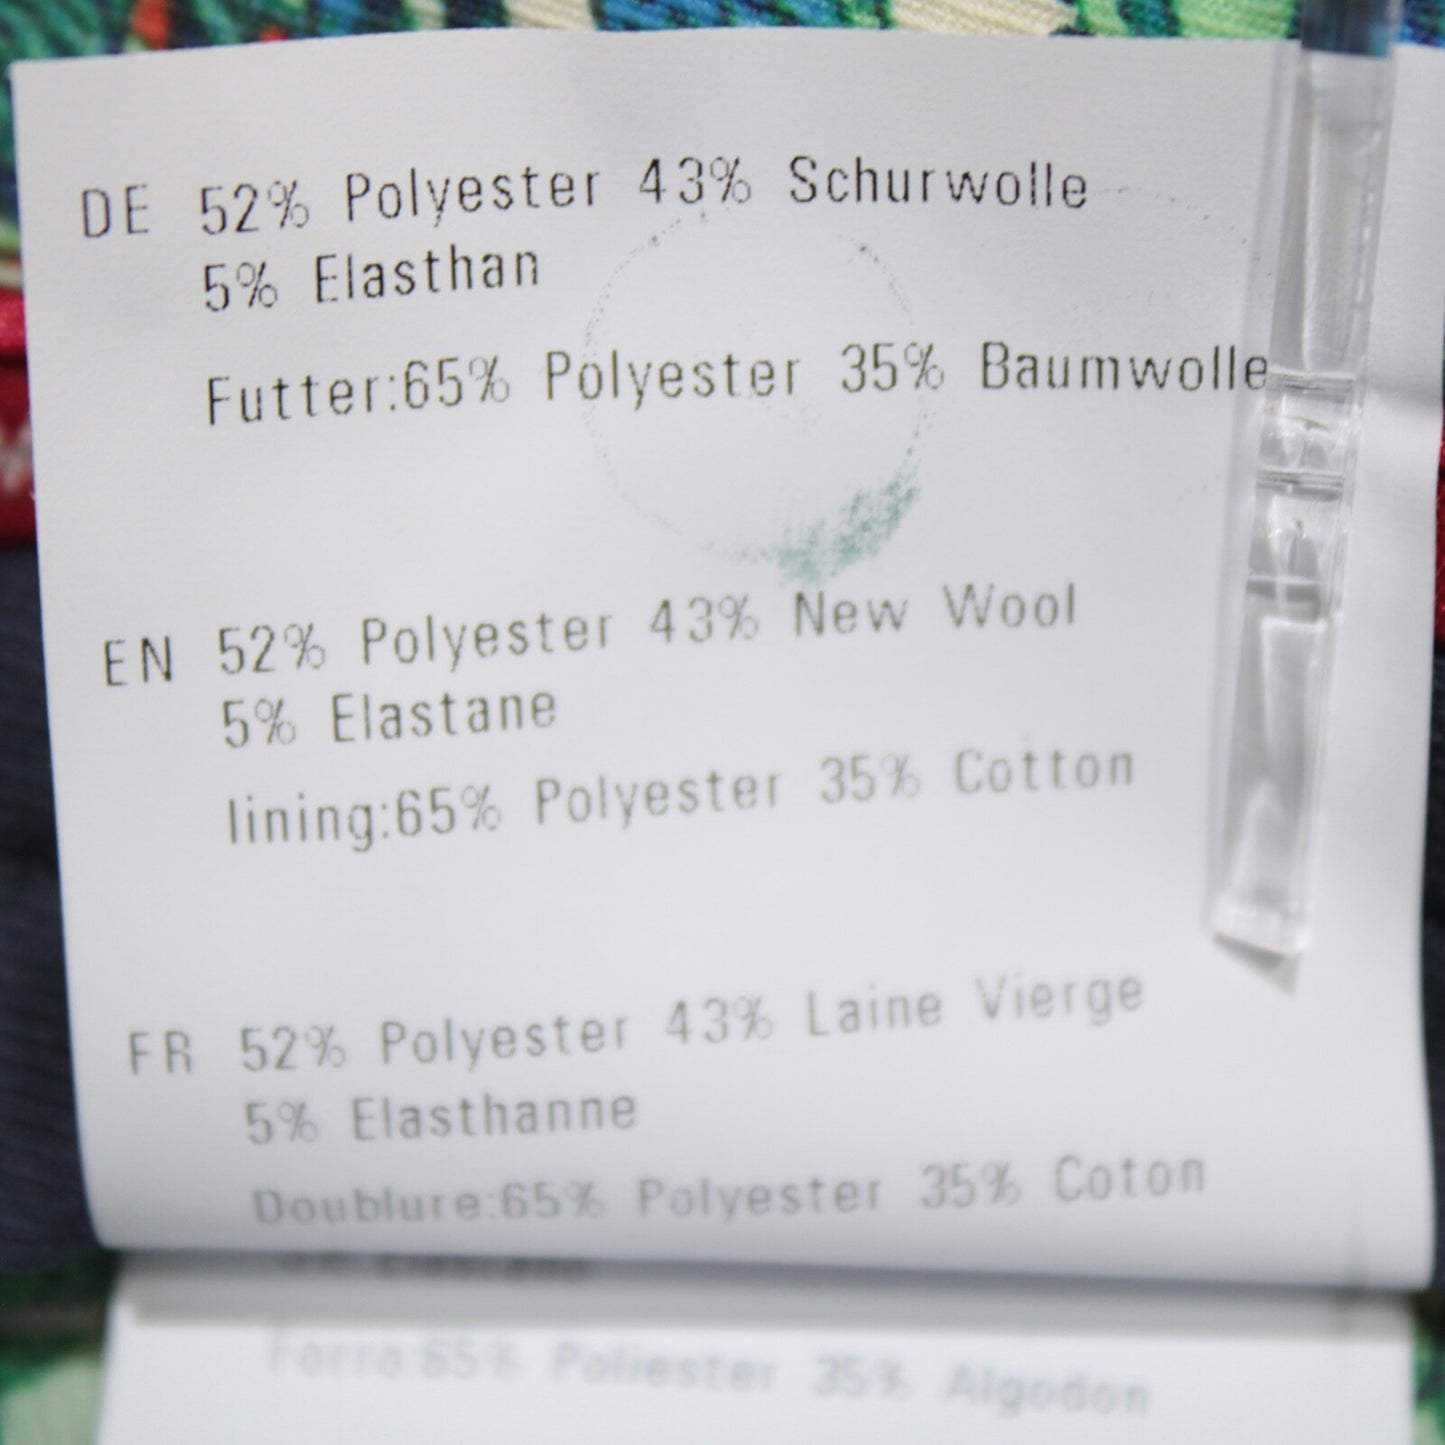 DE 52% Polyester 43% Schurwolle
5% Elasthan
Futter:65% Polyester 35% Baumwolle
EN 52% Polyester 43% New Wool
5% Elastane
lining:65% Polyester 35% Cotton
FR 52% Polyester 43% Laine Vierge
5% Elasthanne
Doublure:65% Polyester 35% Coton
Forro:65% Poliester 35% Algodon